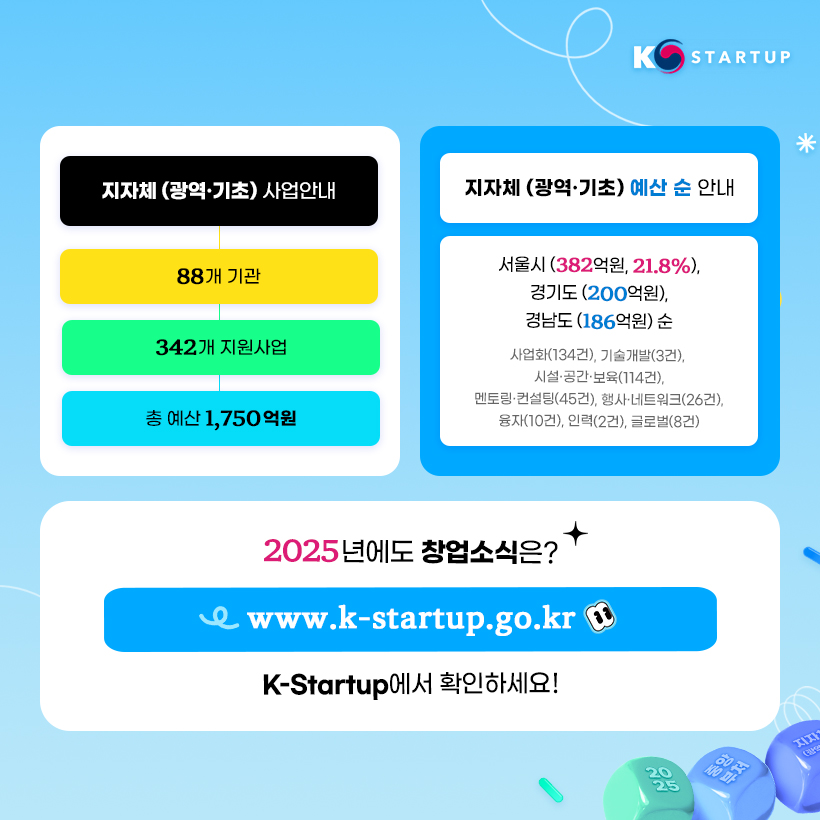 K STARTUP
지자체 (광역·기초) 사업안내
88개 기관
342개 지원사업
총 예산 1,750억원
지자체 (광역·기초) 예산 순 안내
서울시 (382억원, 21.8%),
경기도 (200억원),
경남도 (186억원) 순
사업화(134건), 기술개발(3건),
시설·공간·보육(114건),
멘토링·컨설팅(45건), 행사·네트워크(26건),
융자(10건), 인력(2건), 글로벌(8건)
2025년에도 창업소식은?
www.k-startup.go.kr
K-Startup에서 확인하세요!
20
25